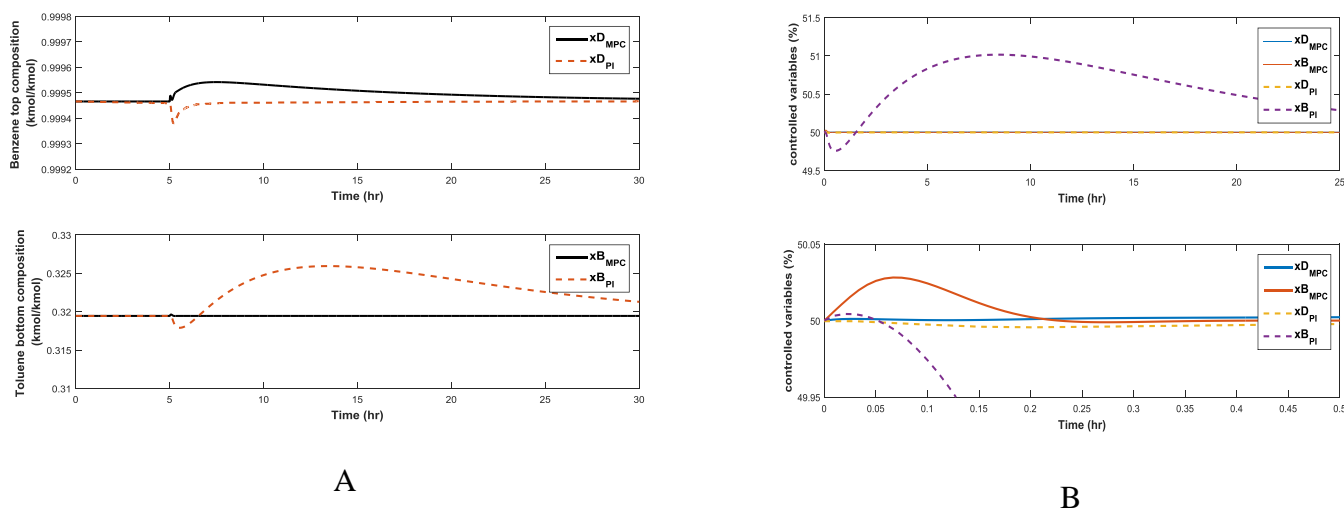 Benzene top composition
(kmol/kmol)
0.9998
0.9997
0.9996
0.9995
0.9994
0.9993
0.9992
0
5
10
15
20
25
30
Time (hr)
xD_MPC
xD_PI
Toluene bottom composition
(kmol/kmol)
0.33
0.325
0.32
0.315
0.31
0
5
10
15
20
25
30
Time (hr)
xB_MPC
xB_PI
A
controlled variables (%)
51.5
51
50.5
50
49.5
0
5
10
15
20
25
Time (hr)
xD_MPC
xB_MPC
xD_PI
xB_PI
controlled variables (%)
50.05
50
49.95
0
0.05
0.1
0.15
0.2
0.25
0.3
0.35
0.4
0.45
0.5
Time (hr)
xD_MPC
xB_MPC
xD_PI
xB_PI
B